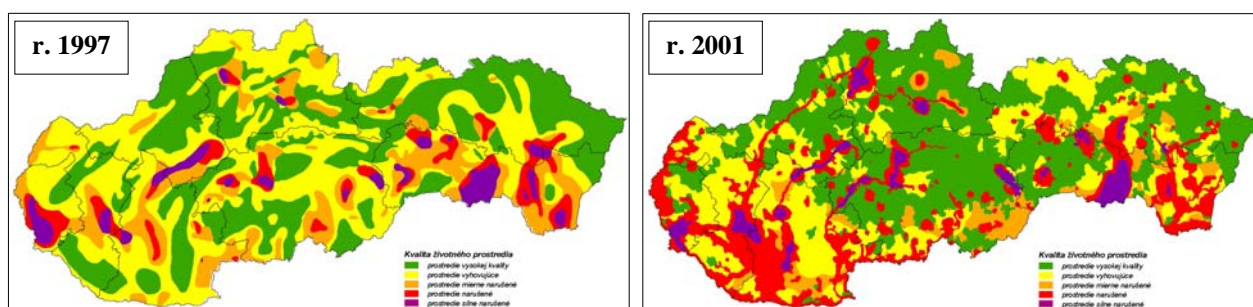 r. 1997
Kvalita životného prostredia
prostredie vysokej kvality
prostredie vyhovujúce
prostredie mierne narušené
prostredie narušené
prostredie silne narušené
r. 2001
Kvalita životného prostredia
prostredie vysokej kvality
prostredie vyhovujúce
prostredie mierne narušené
prostredie narušené
prostredie silne narušené